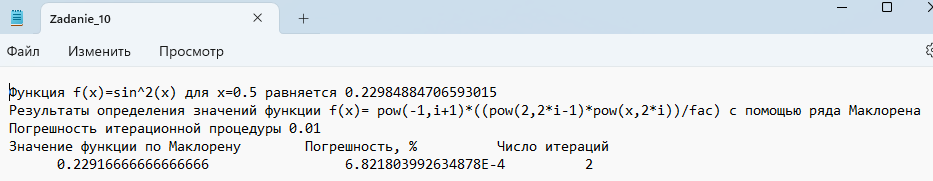 Zadanie_10
Файл Изменить Просмотр
Функция f(x)=sin^2(x) для x=0.5 равняется 0.22984884706593015
Результаты определения значений функции f(x)= pow(-1,i+1)*((pow(2,2*i-1)*pow(x,2*i))/fac) с помощью ряда Маклорена
Погрешность итерационной процедуры 0.01
Значение функции по Маклорену Погрешность, % Число итераций
0.22916666666666666 6.821803992634878E-4 2